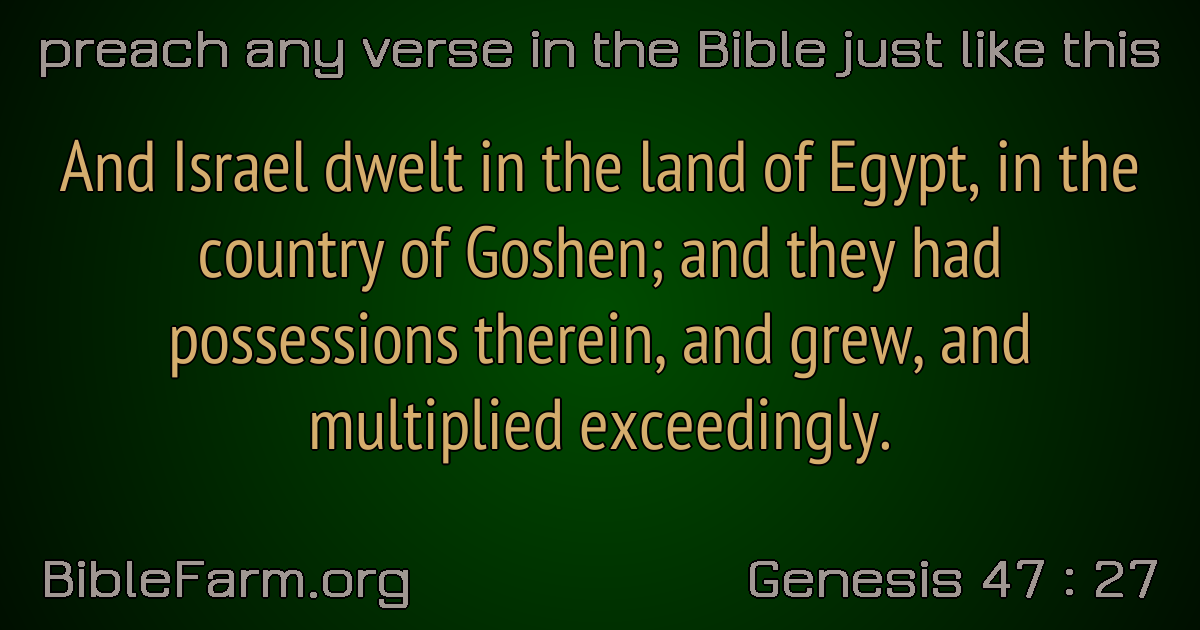 preach any verse in the Bible just like this
And Israel dwelt in the land of Egypt, in the
country of Goshen; and they had
possessions therein, and grew, and
multiplied exceedingly.
BibleFarm.org
Genesis 47 : 27